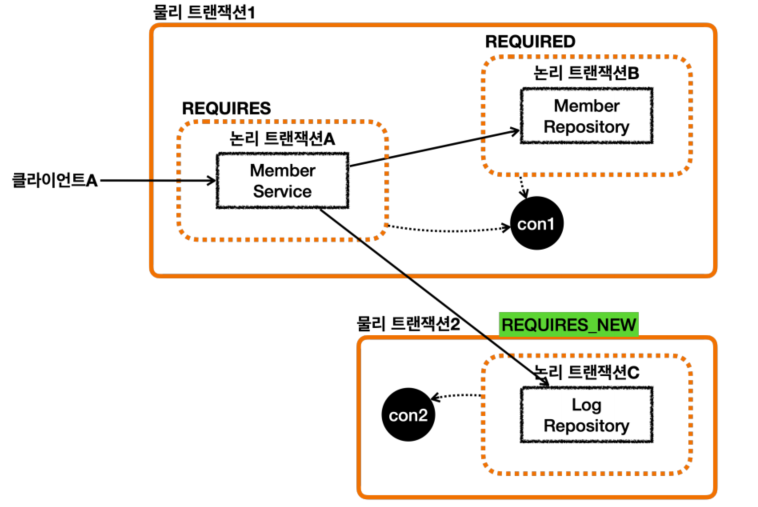 물리 트랜잭션1
REQUIRED
논리 트랜잭션B
Member
Repository
REQUIRES
논리 트랜잭션A
Member
Service
클라이언트A
con1
물리 트랜잭션2
REQUIRES_NEW
논리 트랜잭션C
con2
Log
Repository